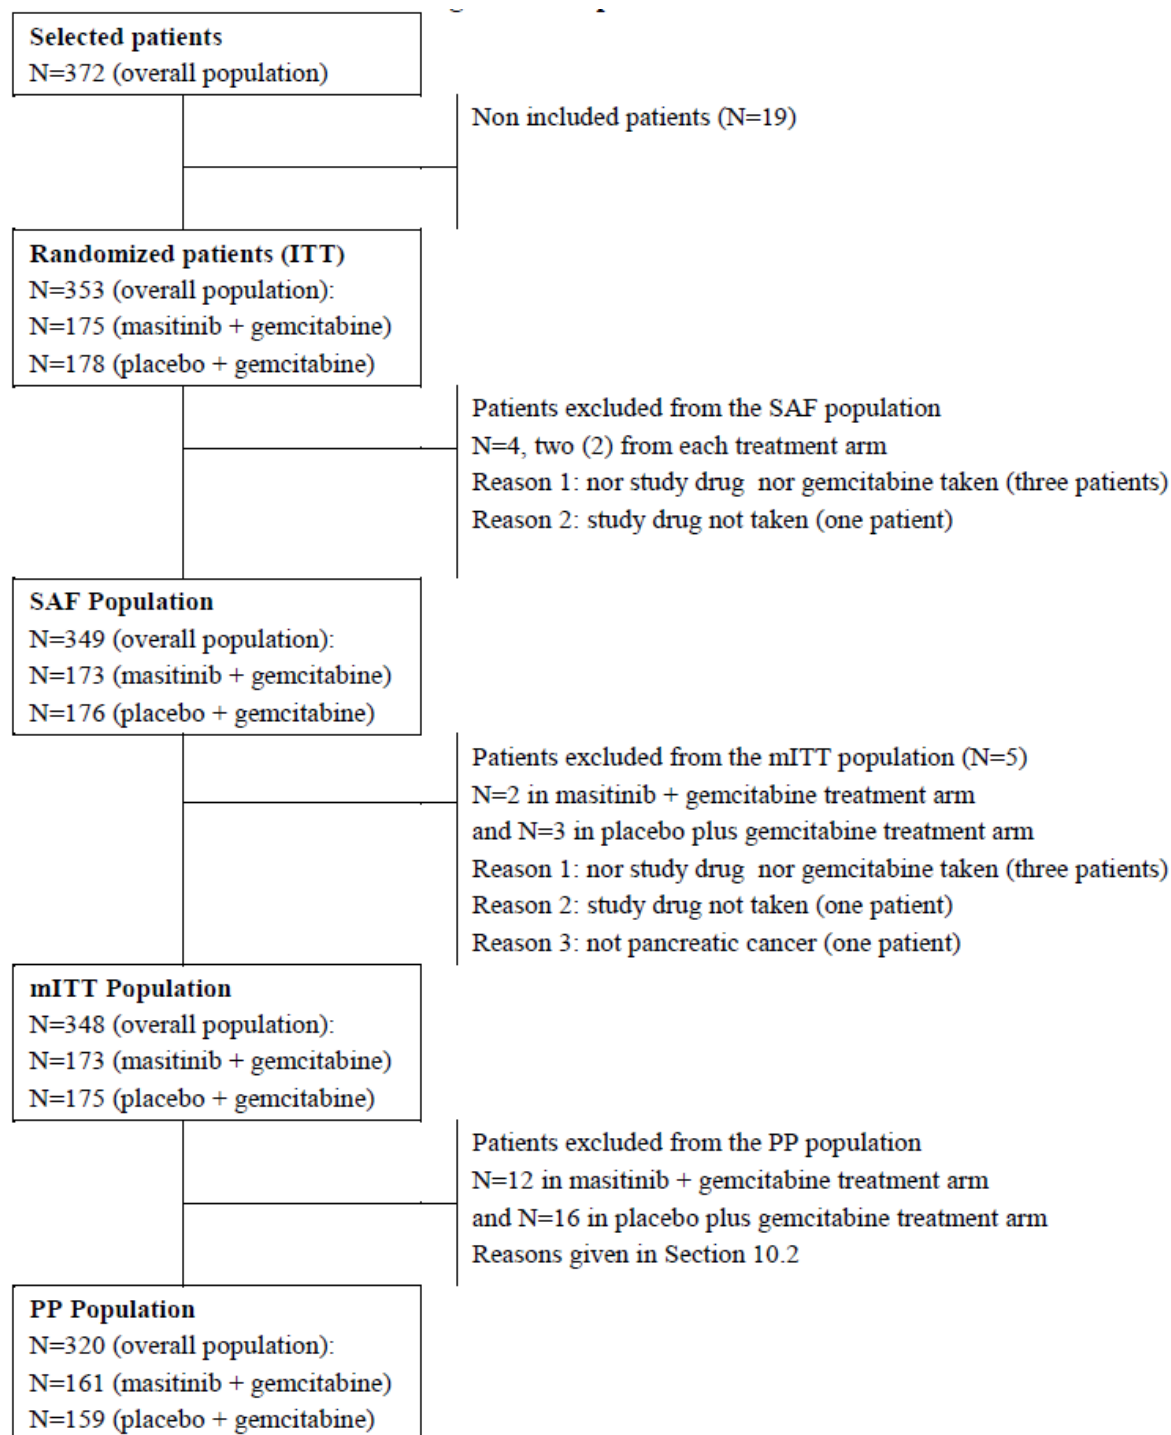 Selected patients
N=372 (overall population)
Non included patients (N=19)
Randomized patients (ITT)
N=353 (overall population):
N=175 (masitinib + gemcitabine)
N=178 (placebo + gemcitabine)
Patients excluded from the SAF population
N=4, two (2) from each treatment arm
Reason 1: nor study drug nor gemcitabine taken (three patients)
Reason 2: study drug not taken (one patient)
SAF Population
N=349 (overall population):
N=173 (masitinib + gemcitabine)
N=176 (placebo + gemcitabine)
Patients excluded from the mITT population (N=5)
N=2 in masitinib + gemcitabine treatment arm
and N=3 in placebo plus gemcitabine treatment arm
Reason 1: nor study drug nor gemcitabine taken (three patients)
Reason 2: study drug not taken (one patient)
Reason 3: not pancreatic cancer (one patient)
mITT Population
N=348 (overall population):
N=173 (masitinib + gemcitabine)
N=175 (placebo + gemcitabine)
Patients excluded from the PP population
N=12 in masitinib + gemcitabine treatment arm
and N=16 in placebo plus gemcitabine treatment arm
Reasons given in Section 10.2
PP Population
N=320 (overall population):
N=161 (masitinib + gemcitabine)
N=159 (placebo + gemcitabine)